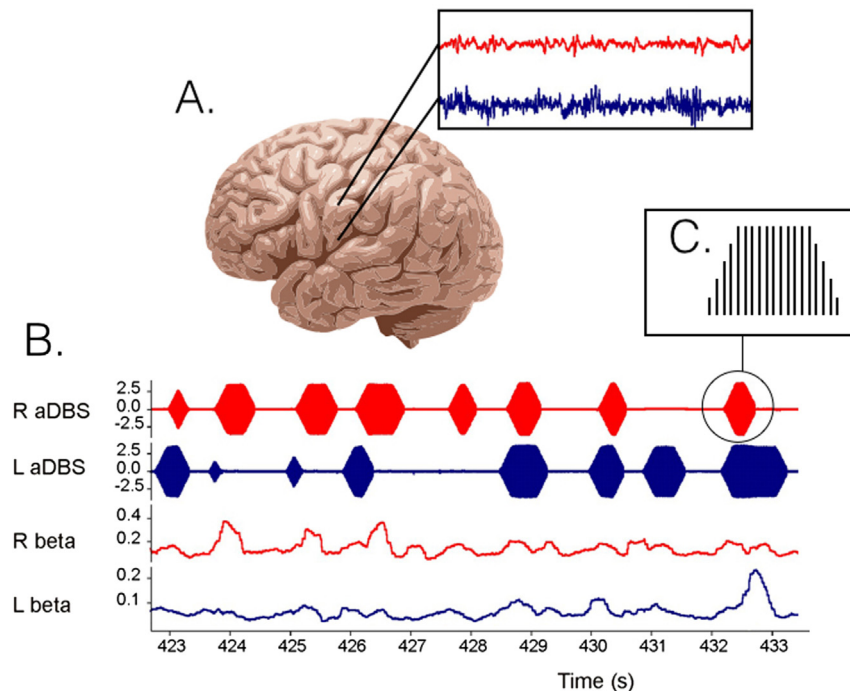 A.
C.
B.
R aDBS
2.5
0.0
-2.5
L aDBS
2.5
0.0
-2.5
R beta
0.4
0.2
L beta
0.2
0.1
423 424 425 426 427 428 429 430 431 432 433
Time (s)